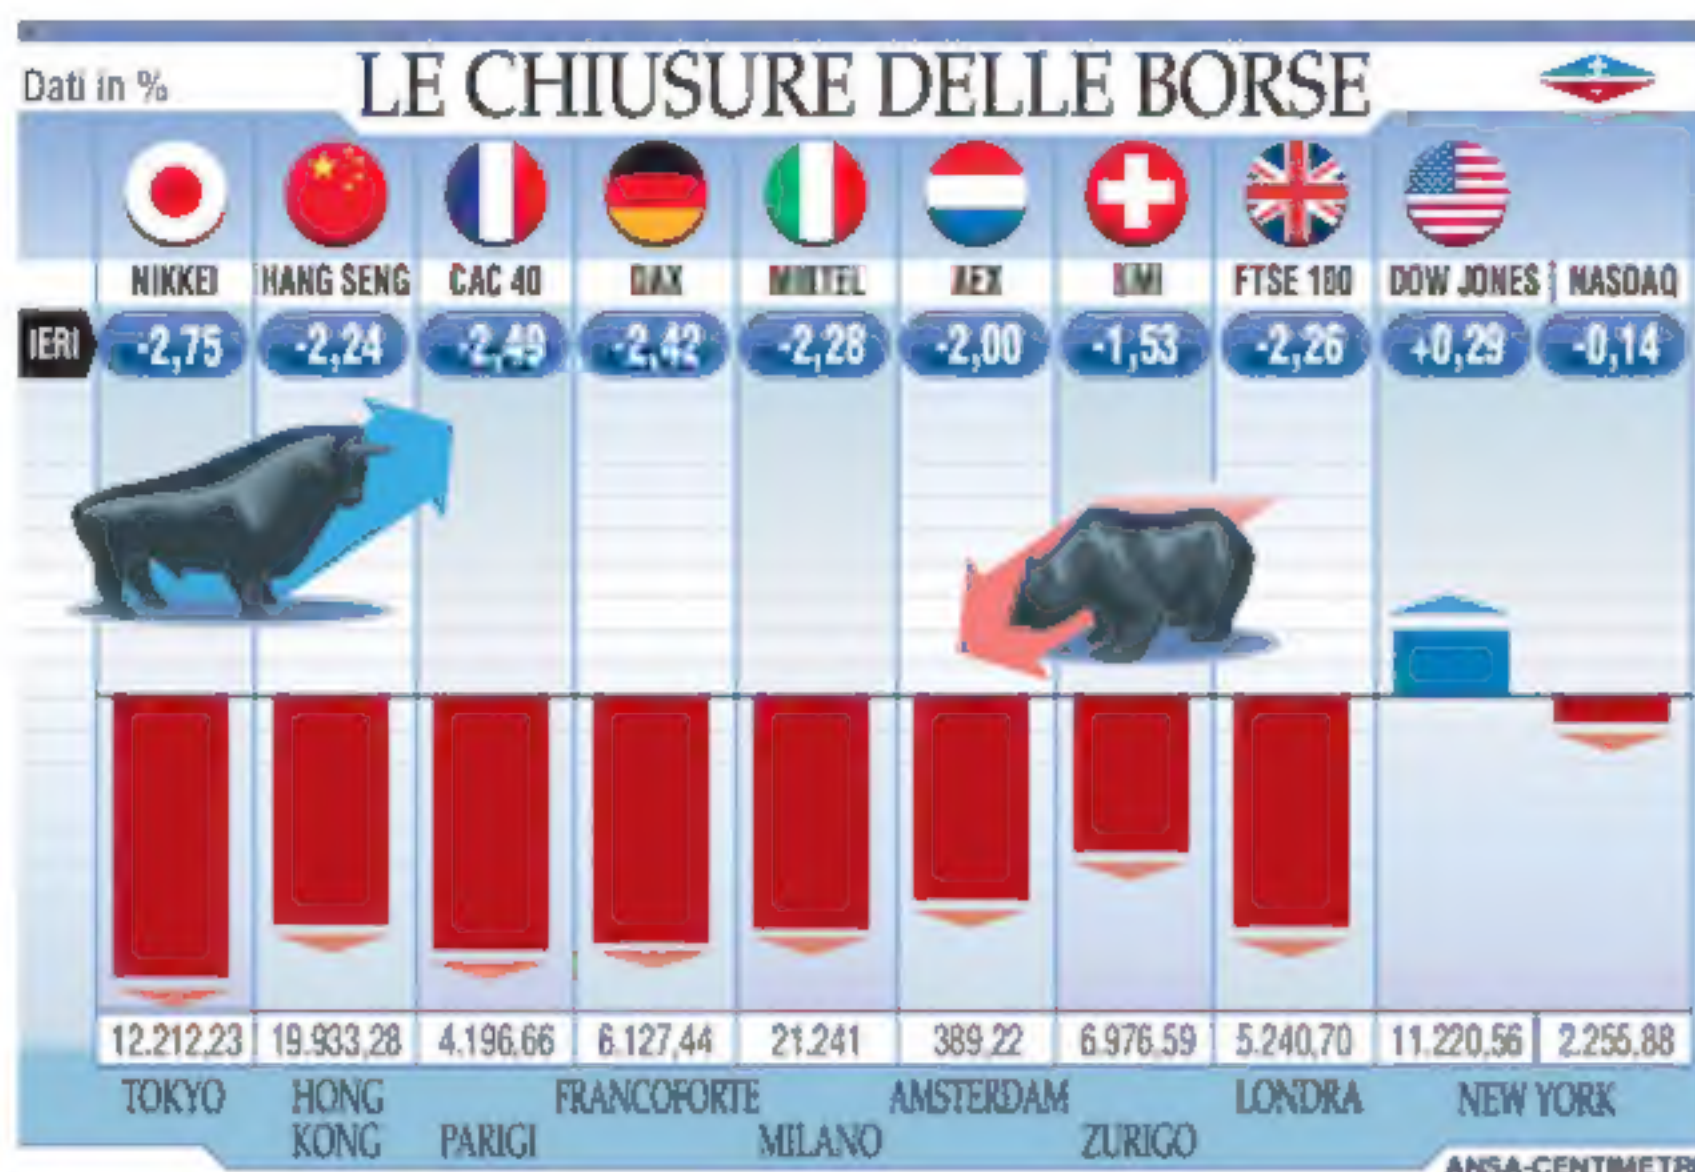 LE CHIUSURE DELLE BORSE
Dati in %
NIKKEI HANG SENG CAC 40 DAX MIBTEL AEX SMI FTSE 100 DOW JONES NASDAQ
IERI -2,75 -2,24 -2,49 -2,42 -2,28 -2,00 -1,53 -2,26 +0,29 -0,14
12.212,23 19.933,28 4.196,66 6.127,44 21.241 389.22 6.976,59 5.240,70 11.220,56 2.255,88
TOKYO HONG KONG PARIGI FRANCOFORTE MILANO AMSTERDAM ZURIGO LONDRA NEW YORK
ANSA-CENTIMETRI